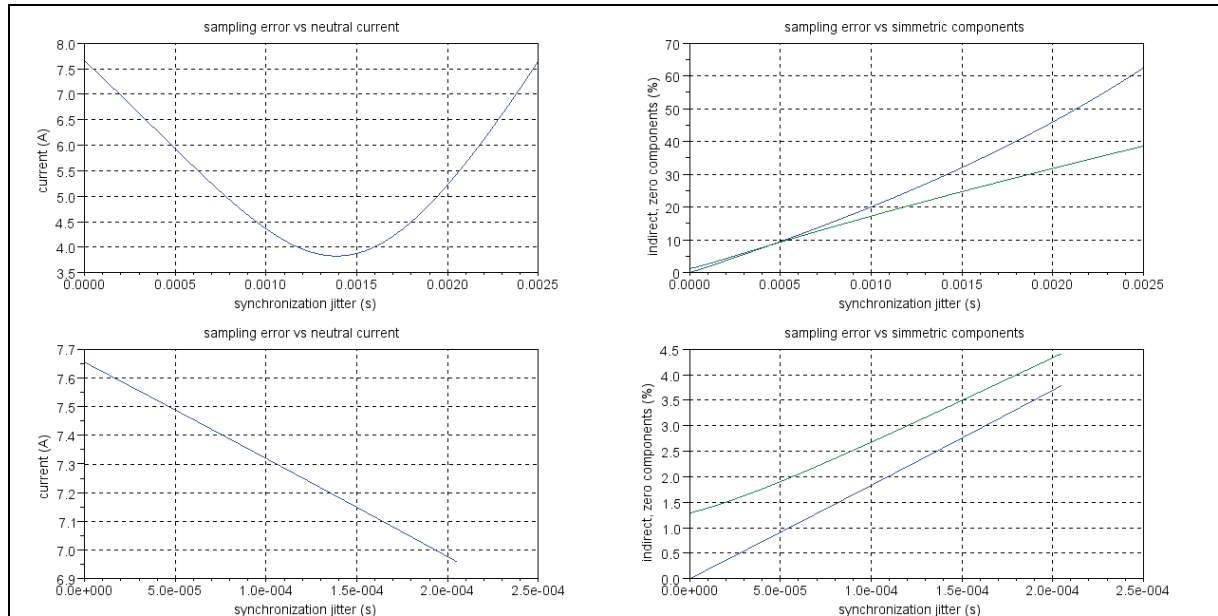 sampling error vs neutral current
8.0
7.5
7.0
6.5
6.0
5.5
5.0
4.5
4.0
3.5
current (A)
0.0000 0.0005 0.0010 0.0015 0.0020 0.0025
synchronization jitter (s)
sampling error vs simmetric components
70
60
50
40
30
20
10
0
indirect, zero components (%)
0.0000 0.0005 0.0010 0.0015 0.0020 0.0025
synchronization jitter (s)
sampling error vs neutral current
7.7
7.6
7.5
7.4
7.3
7.2
7.1
7.0
6.9
current (A)
0.0e+000 5.0e-005 1.0e-004 1.5e-004 2.0e-004 2.5e-004
synchronization jitter (s)
sampling error vs simmetric components
4.5
4.0
3.5
3.0
2.5
2.0
1.5
1.0
0.5
0.0
indirect, zero components (%)
0.0e+000 5.0e-005 1.0e-004 1.5e-004 2.0e-004 2.5e-004
synchronization jitter (s)